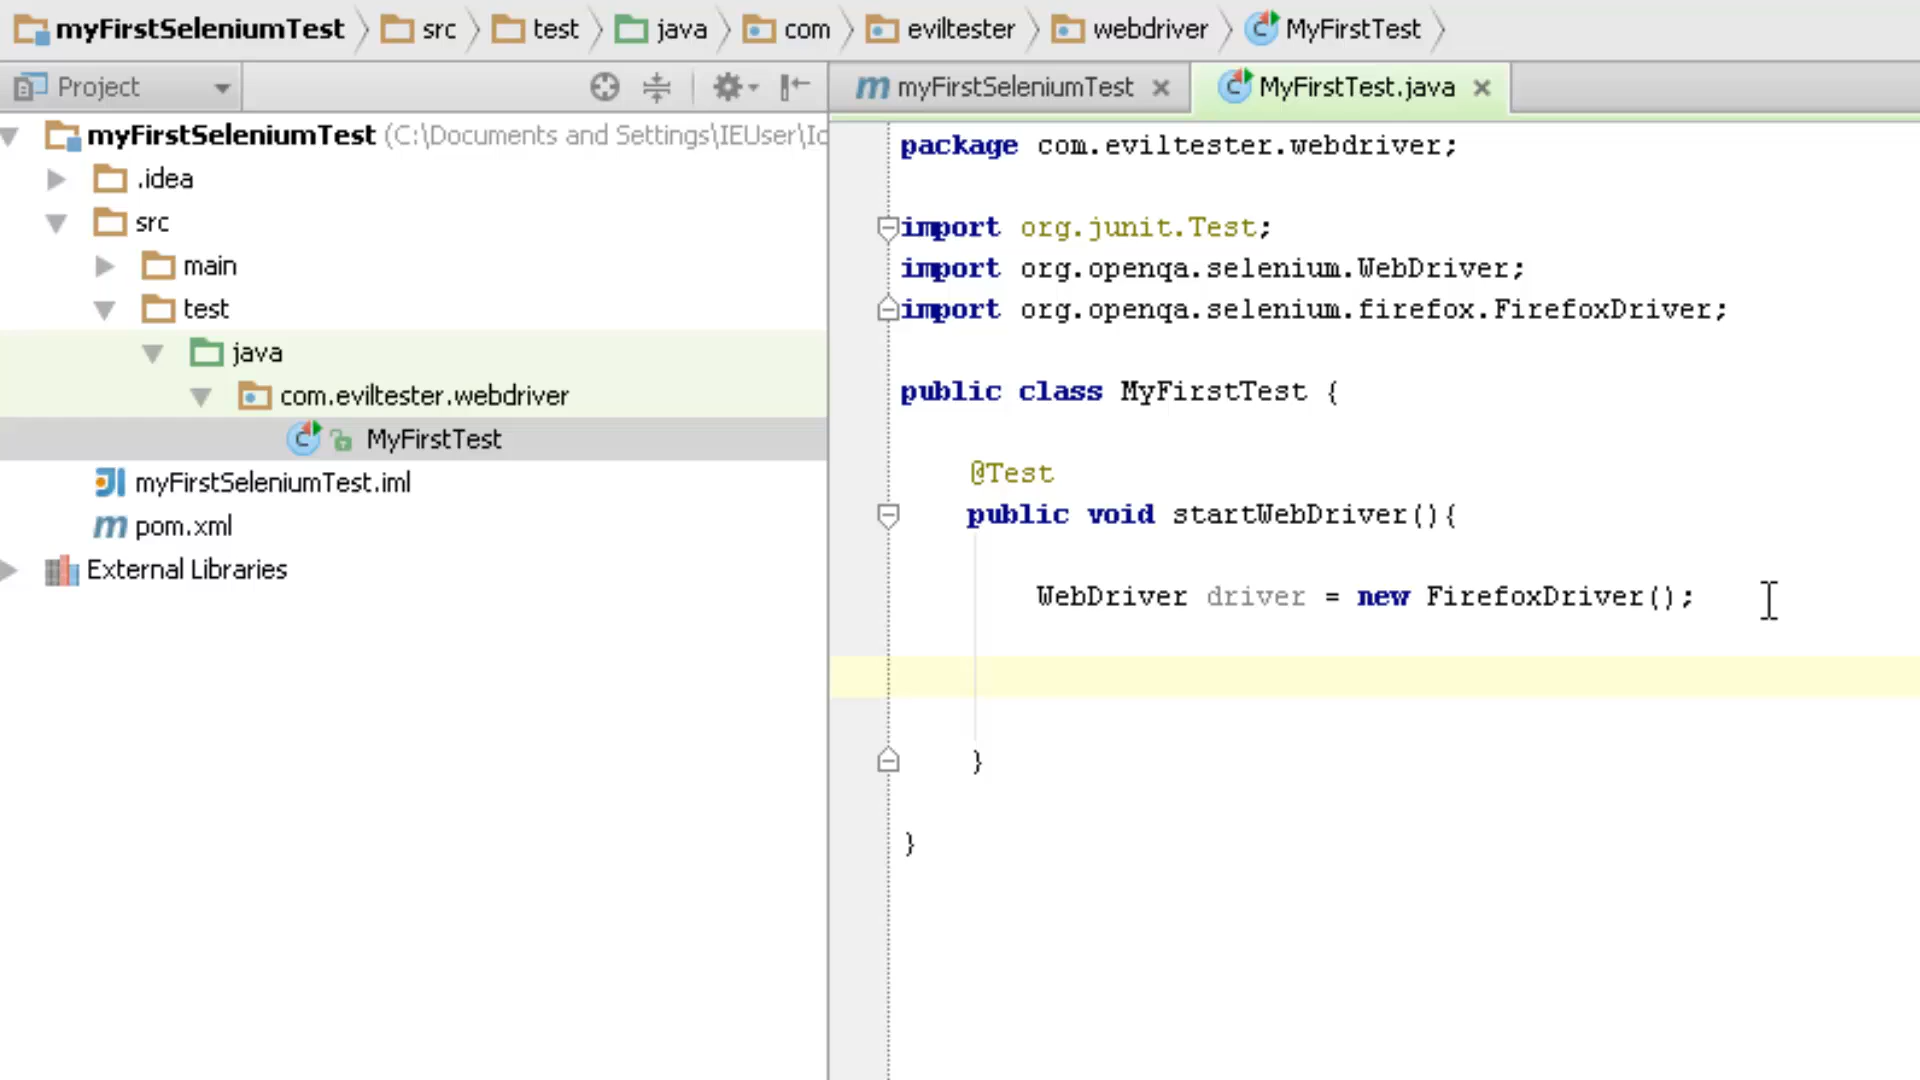 myFirstSeleniumTest src test java com eviltester webdriver MyFirstTest
Project
myFirstSeleniumTest (C:\Documents and Settings\IEUser\Id
.idea
src
main
test
java
com.eviltester.webdriver
MyFirstTest
myFirstSeleniumTest.iml
pom.xml
External Libraries
myFirstSeleniumTest MyFirstTest.java
package com.eviltester.webdriver;
import org.junit.Test;
import org.openqa.selenium.WebDriver;
import org.openqa.selenium.firefox.FirefoxDriver;
public class MyFirstTest {
@Test
public void startWebDriver(){
WebDriver driver = new FirefoxDriver();
}
}